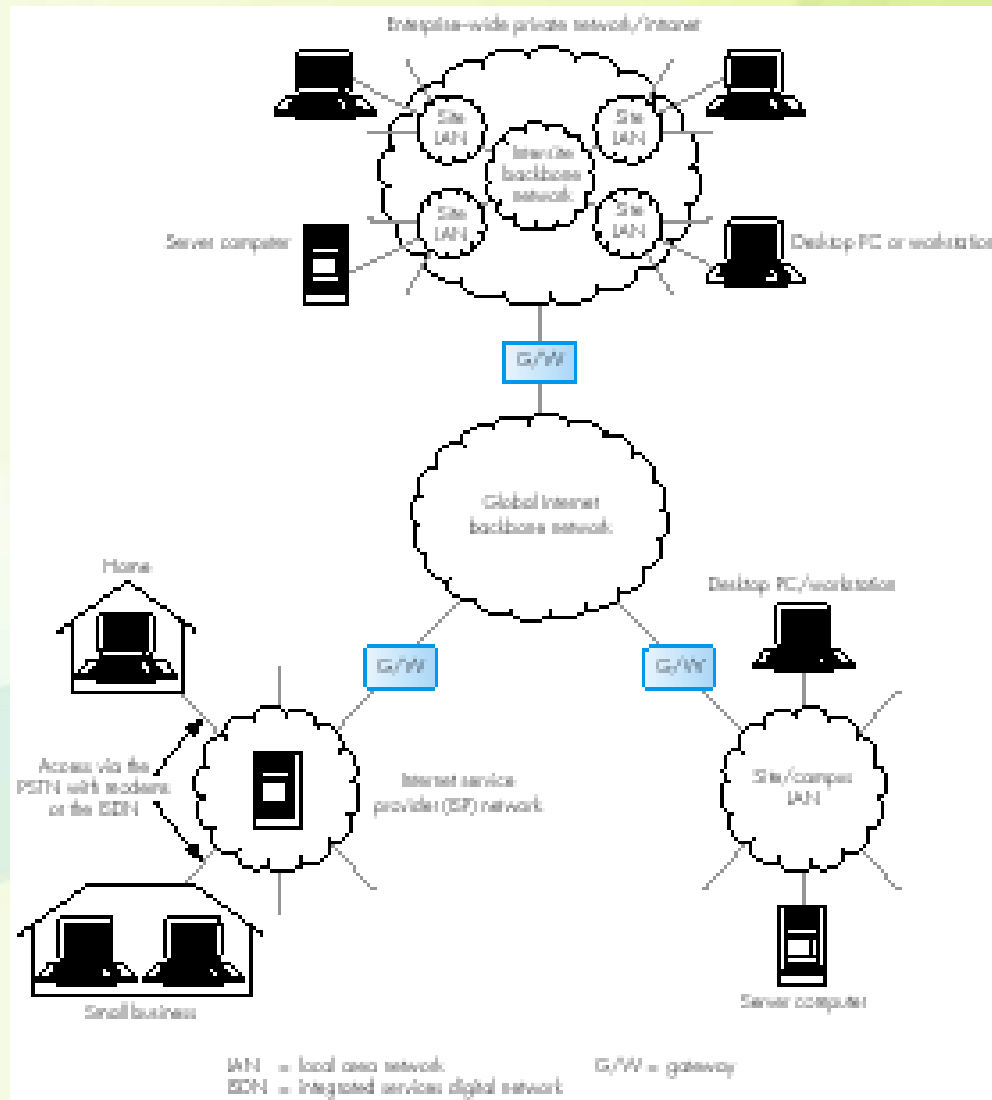 Enterprise-wide private network/intranet
Site
LAN
Site
LAN
Intersite
backbone
network
Site
LAN
Site
LAN
Server computer
Desktop PC or workstation
G/W
Global Internet
backbone network
Home
Desktop PC/workstation
G/W
G/W
Access via the
PSTN with modems
or the ISDN
Internet service
provider (ISP) network
Site/campus
LAN
Small business
Server computer
LAN = local area network
G/W = gateway
ISDN = integrated services digital network